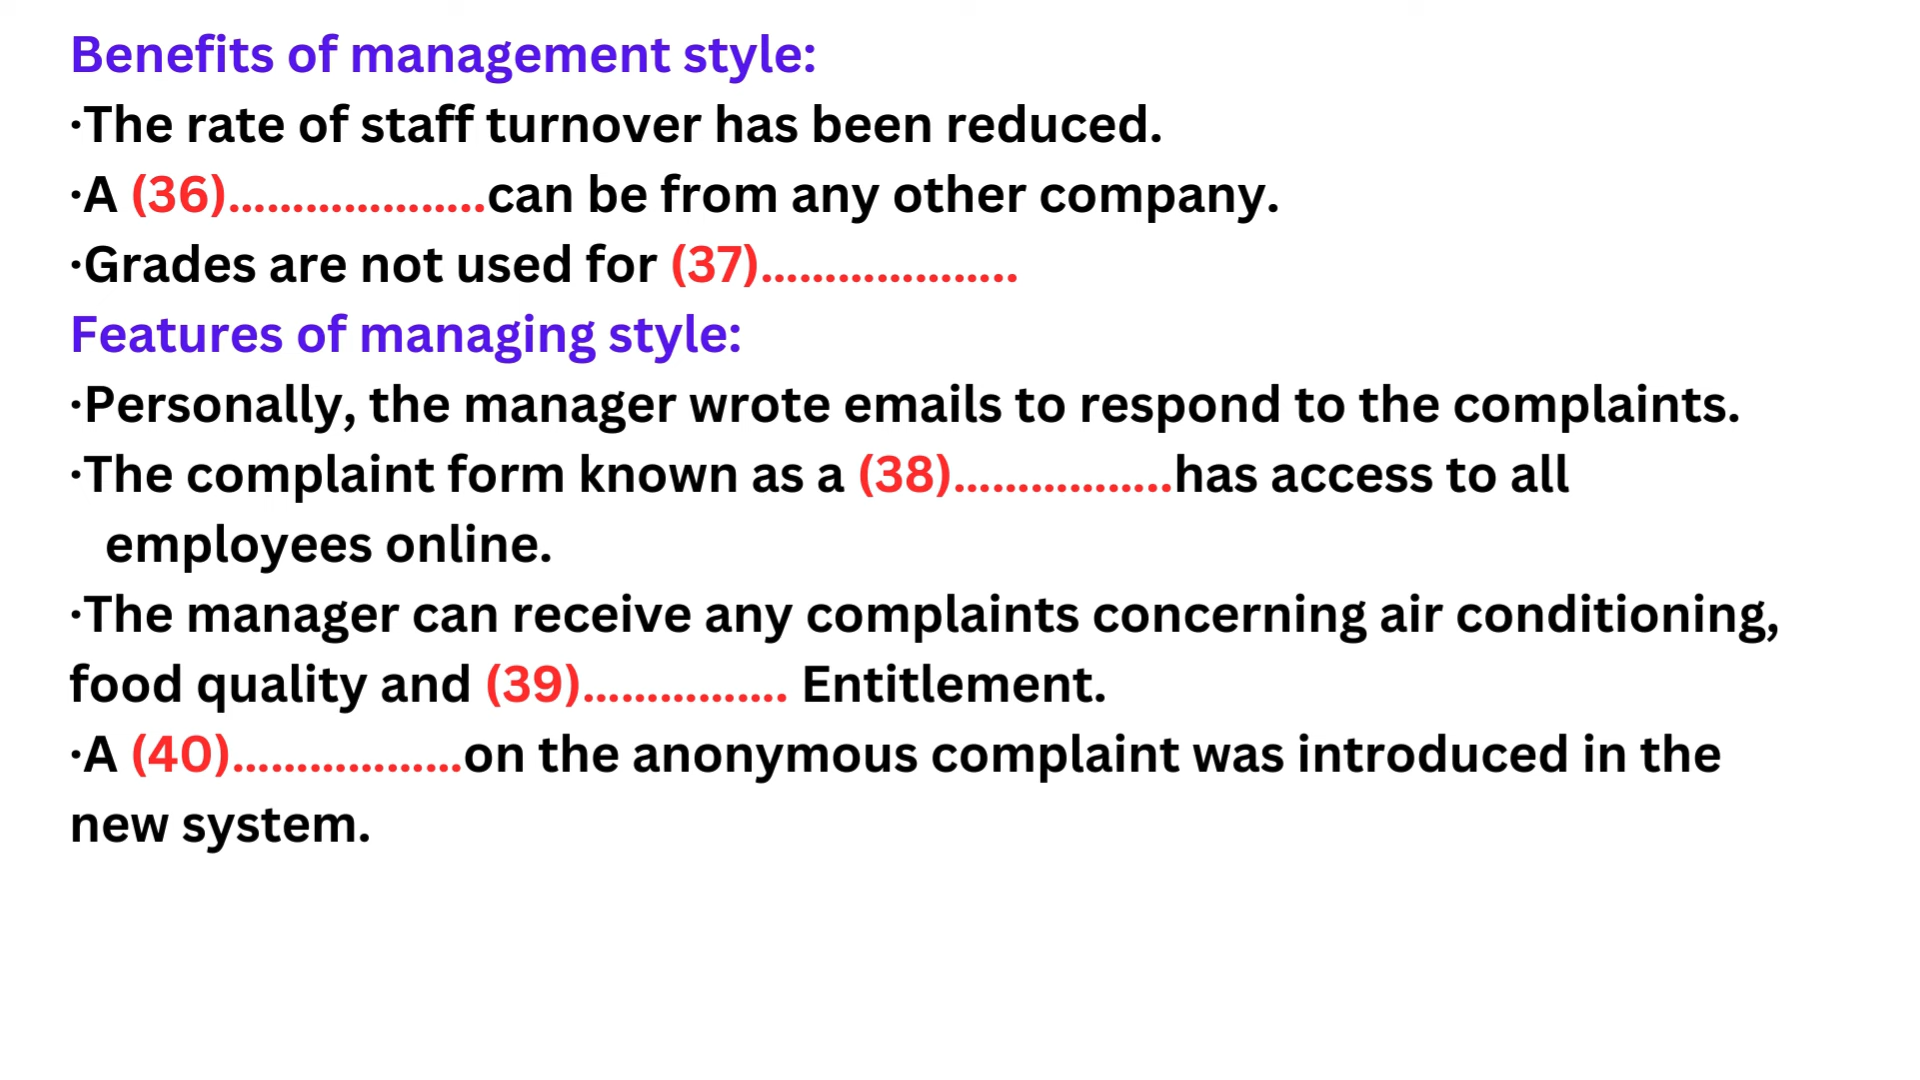 Benefits of management style:
·The rate of staff turnover has been reduced.
·A (36)....................can be from any other company.
·Grades are not used for (37)....................
Features of managing style:
·Personally, the manager wrote emails to respond to the complaints.
·The complaint form known as a (38).................has access to all
employees online.
·The manager can receive any complaints concerning air conditioning,
food quality and (39)................ Entitlement.
·A (40)..................on the anonymous complaint was introduced in the
new system.